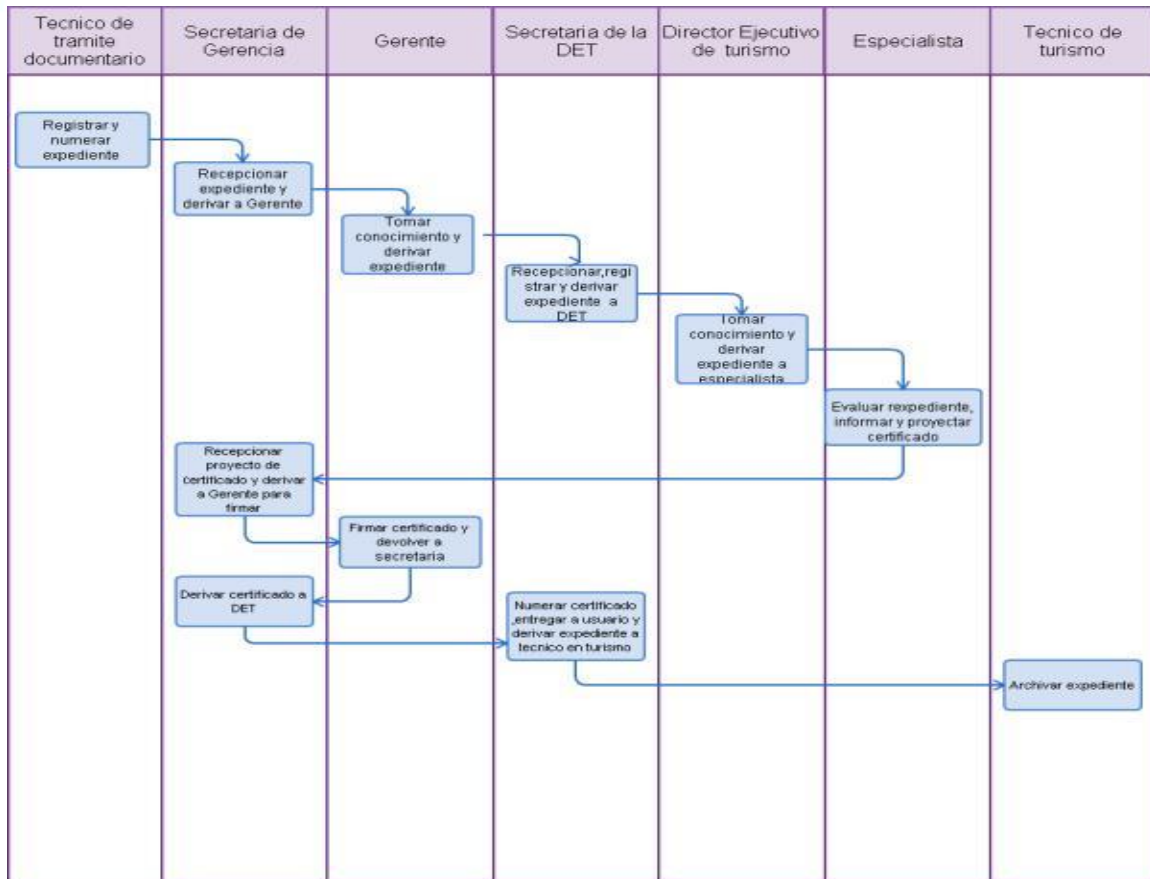 Tecnico de
tramite
documentario
Secretaria de
Gerencia
Gerente
Secretaria de la
DET
Director Ejecutivo
de turismo
Especialista
Tecnico de
turismo
Registrar y
numerar
expediente
Recepcionar
expediente y
derivar a Gerente
Tomar
conocimiento y
derivar
expediente
Recepcionar,regi
strar y derivar
expediente a
DET
Tomar
conocimiento y
derivar
expediente a
especialista
Evaluar rexpediente,
informar y proyectar
certificado
Recepcionar
proyecto de
certificado y derivar
a Gerente para
firmar
Firmar certificado y
devolver a
secretaria
Derivar certificado a
DET
Numerar certificado
,entregar a usuario y
derivar expediente a
tecnico en turismo
Archivar expediente